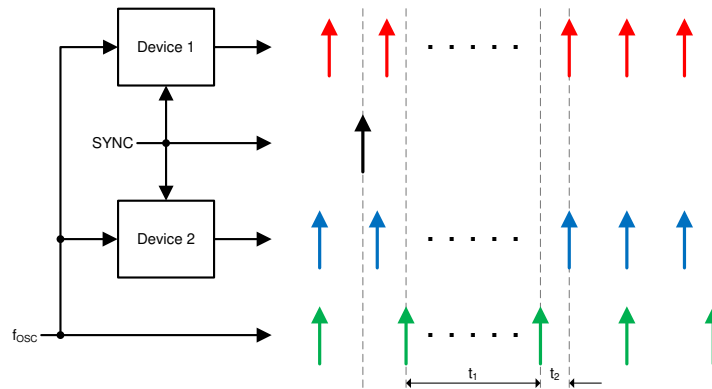 Device 1
SYNC
Device 2
fOSC
t1
t2